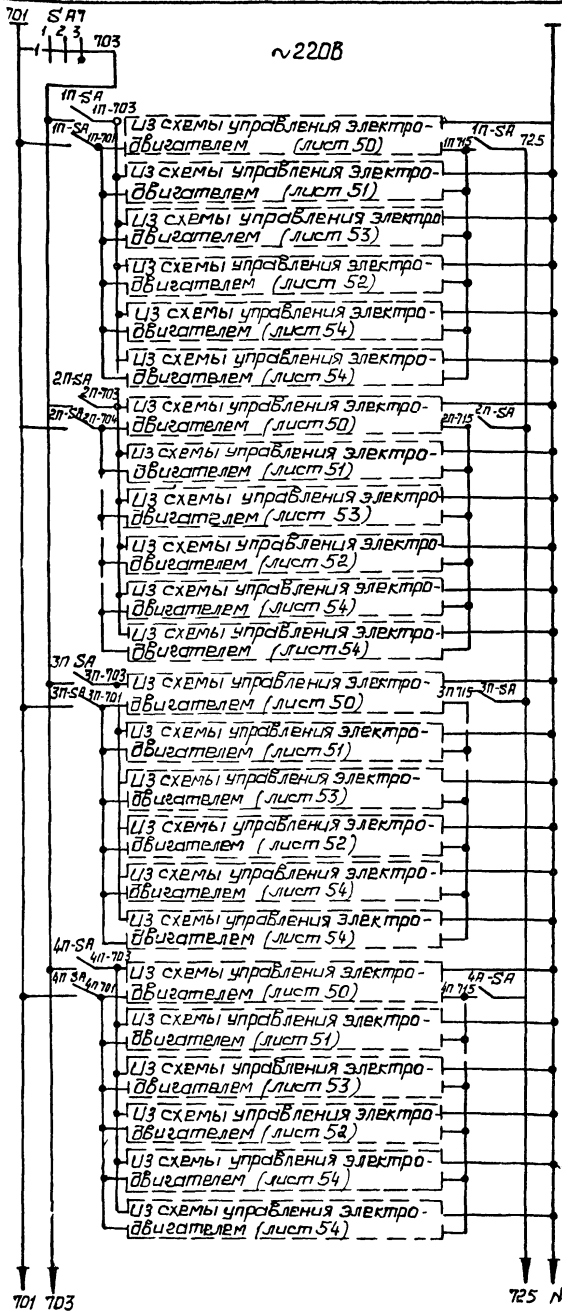 701 SA7
1 2 3 703
~220В
1П-SA 1П-703
Из схемы управления электро-
1П-SA 1П-701 двигателем (лист 50) 1П715 1П-SA 725
Из схемы управления электро-
двигателем (лист 51)
Из схемы управления электро
двигателем (лист 53)
Из схемы управления электро-
двигателем (лист 52)
Из схемы управления электро-
двигателем (лист 54)
Из схемы управления электро-
двигателем (лист 54)
2П-SA 2П-703
Из схемы управления электро-
2П-SA 2П-704 двигателем (лист 50) 2П-715 2П-SA
Из схемы управления электро-
двигателем (лист 51)
Из схемы управления электро
двигателем (лист 53)
Из схемы управления электро
двигателем (лист 52)
Из схемы управления электро-
двигателем (лист 54)
Из схемы управления электро-
двигателем (лист 54)
3П SA 3П-703
Из схемы управления электро-
3П-SA 3П-701 двигателем (лист 50) 3П715 3П-SA
Из схемы управления электро-
двигателем (лист 51)
Из схемы управления электро-
двигателем (лист 53)
Из схемы управления электро-
двигателем (лист 52)
Из схемы управления электро-
двигателем (лист 54)
Из схемы управления электро-
двигателем (лист 54)
4П-SA 4П-703
Из схемы управления электро-
4П SA 4П701 двигателем (лист 50) 4П715 4А-SA
Из схемы управления электро-
двигателем (лист 51)
Из схемы управления электро-
двигателем (лист 53)
Из схемы управления электро-
двигателем (лист 52)
Из схемы управления электро-
двигателем (лист 54)
Из схемы управления электро-
двигателем (лист 54)
701 703 725 N